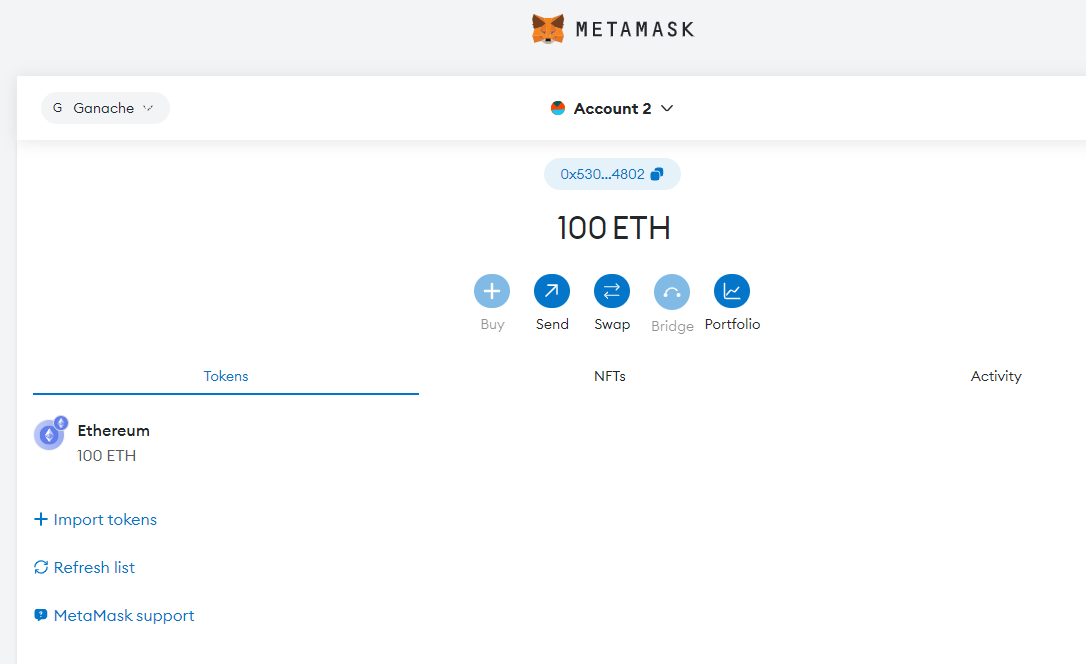 METAMASK
G Ganache
Account 2
0x530...4802
100 ETH
Buy Send Swap Bridge Portfolio
Tokens NFTs Activity
Ethereum
100 ETH
Import tokens
Refresh list
MetaMask support